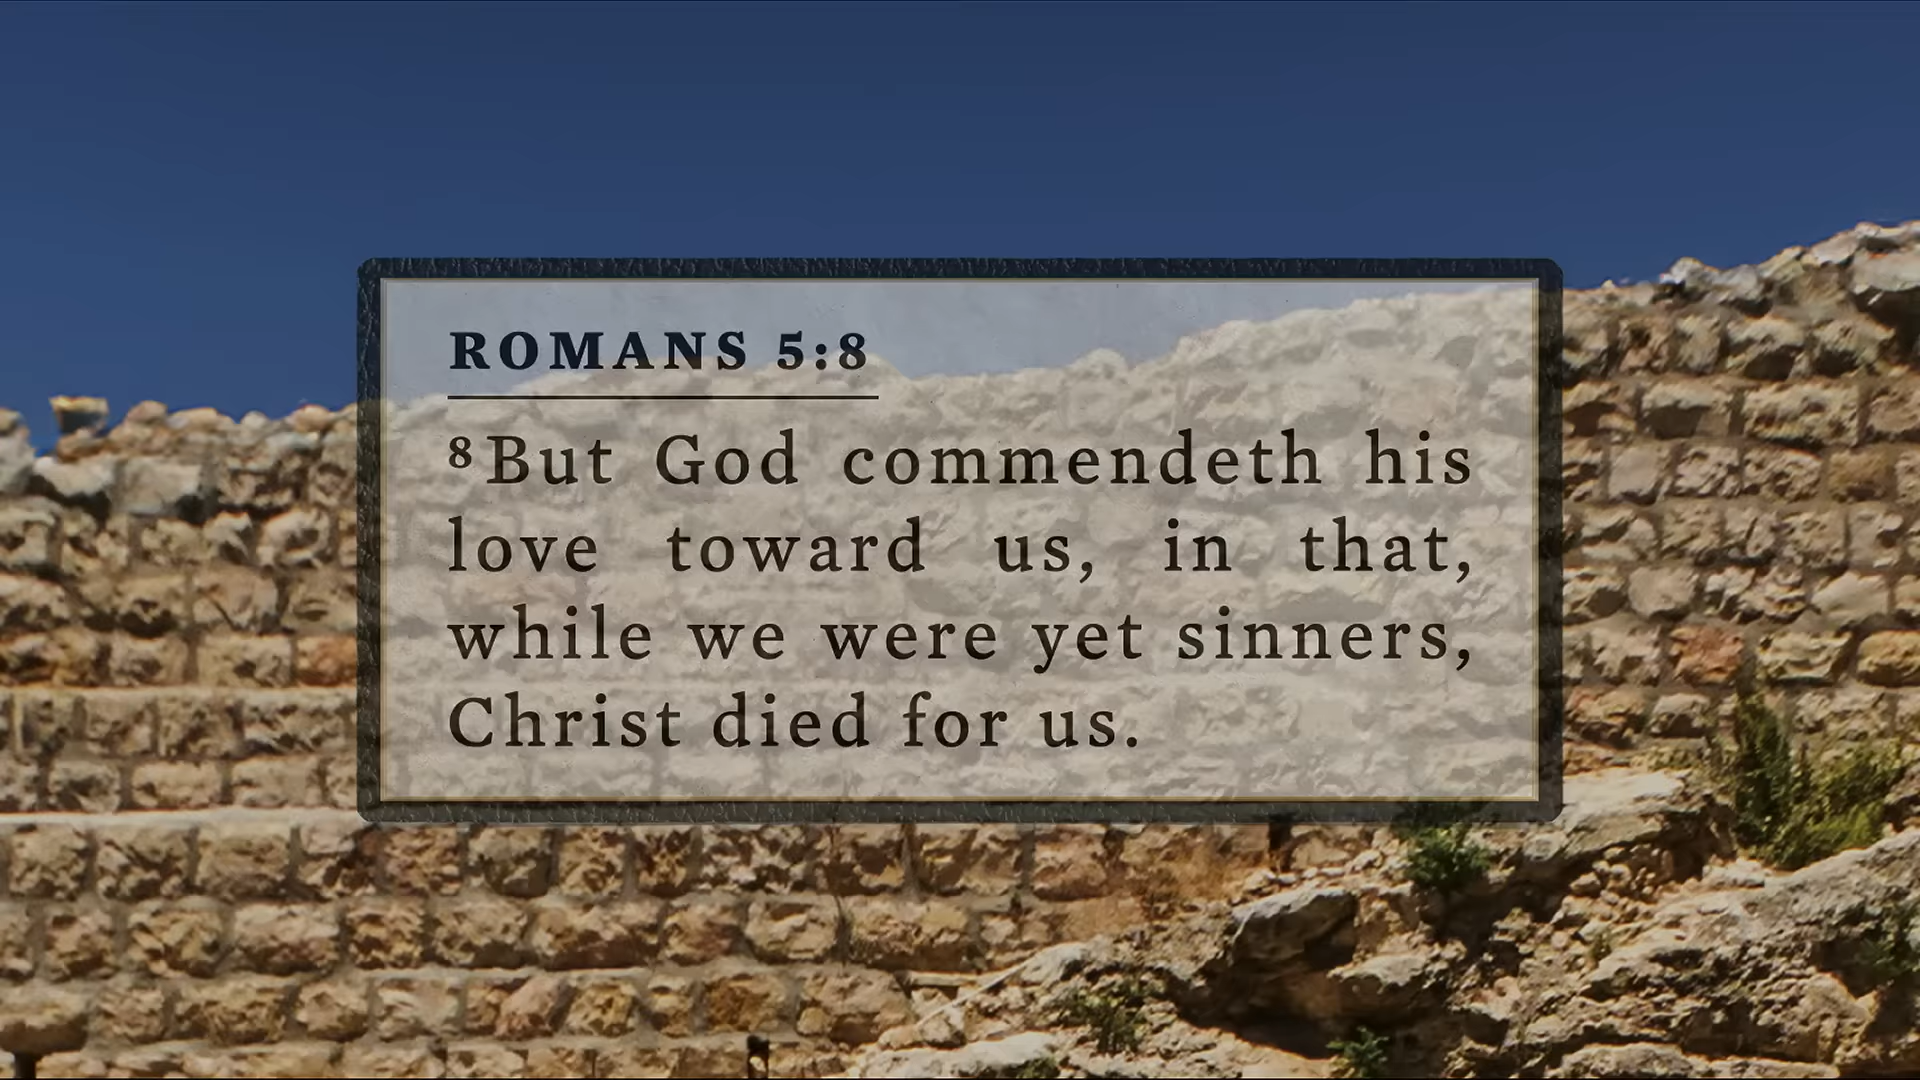 ROMANS 5:8
⁸But God commendeth his
love toward us, in that,
while we were yet sinners,
Christ died for us.